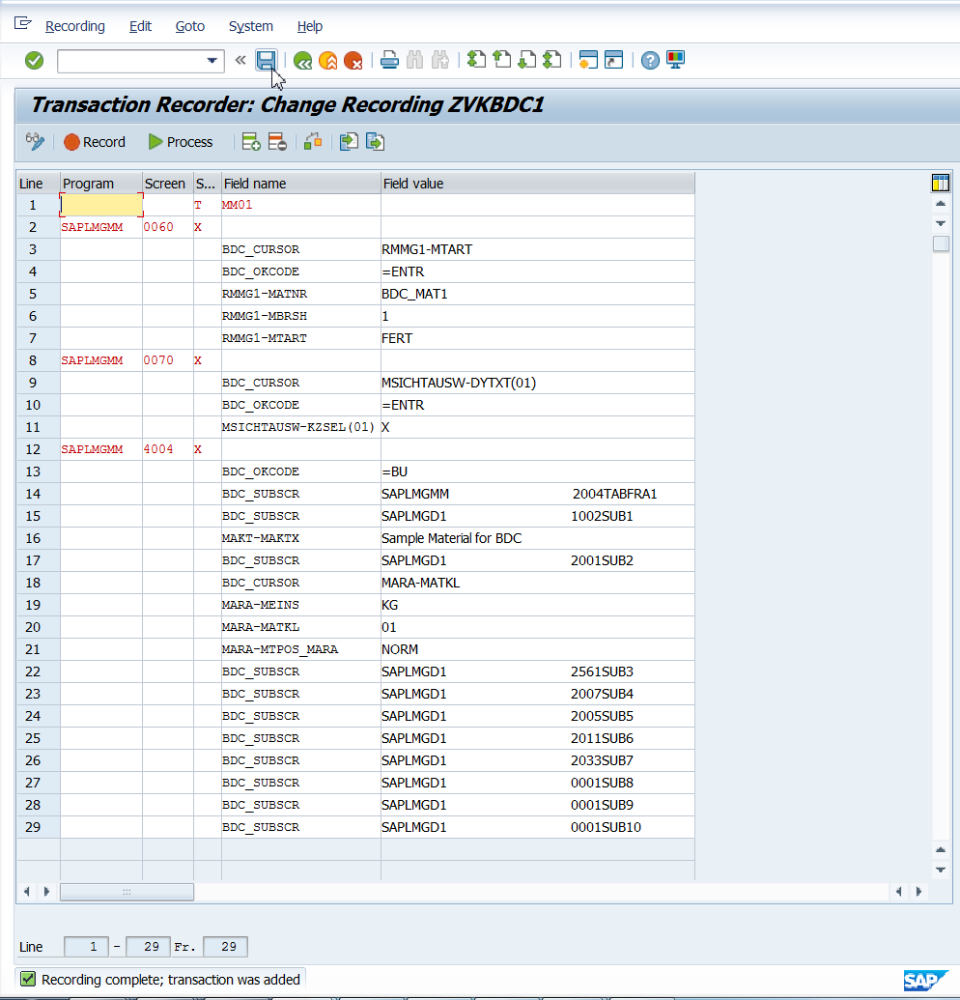 Recording Edit Goto System Help
Transaction Recorder: Change Recording ZVKBDC1
Record Process
Line Program Screen S... Field name Field value
1 T MM01
2 SAPLMGMM 0060 X
3 BDC_CURSOR RMMG1-MTART
4 BDC_OKCODE =ENTR
5 RMMG1-MATNR BDC_MAT1
6 RMMG1-MBRSH 1
7 RMMG1-MTART FERT
8 SAPLMGMM 0070 X
9 BDC_CURSOR MSICHTAUSW-DYTXT(01)
10 BDC_OKCODE =ENTR
11 MSICHTAUSW-KZSEL(01) X
12 SAPLMGMM 4004 X
13 BDC_OKCODE =BU
14 BDC_SUBSCR SAPLMGMM 2004TABFRA1
15 BDC_SUBSCR SAPLMGD1 1002SUB1
16 MAKT-MAKTX Sample Material for BDC
17 BDC_SUBSCR SAPLMGD1 2001SUB2
18 BDC_CURSOR MARA-MATKL
19 MARA-MEINS KG
20 MARA-MATKL 01
21 MARA-MTPOS_MARA NORM
22 BDC_SUBSCR SAPLMGD1 2561SUB3
23 BDC_SUBSCR SAPLMGD1 2007SUB4
24 BDC_SUBSCR SAPLMGD1 2005SUB5
25 BDC_SUBSCR SAPLMGD1 2011SUB6
26 BDC_SUBSCR SAPLMGD1 2033SUB7
27 BDC_SUBSCR SAPLMGD1 0001SUB8
28 BDC_SUBSCR SAPLMGD1 0001SUB9
29 BDC_SUBSCR SAPLMGD1 0001SUB10
Line 1 - 29 Fr. 29
Recording complete; transaction was added
SAP